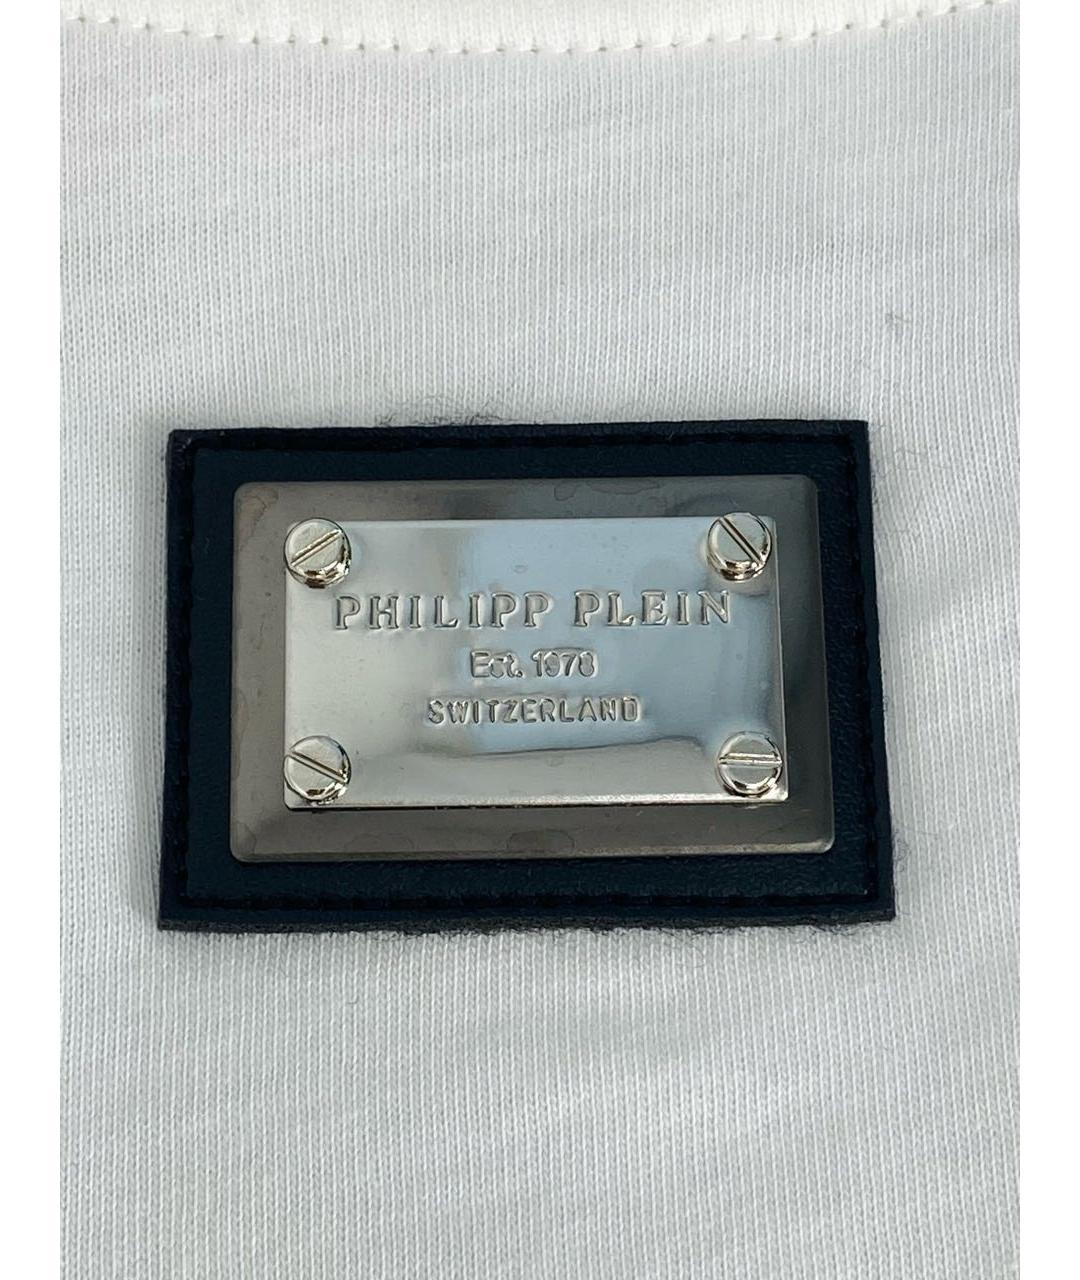 PHILIPP PLEIN
Est. 1978
SWITZERLAND